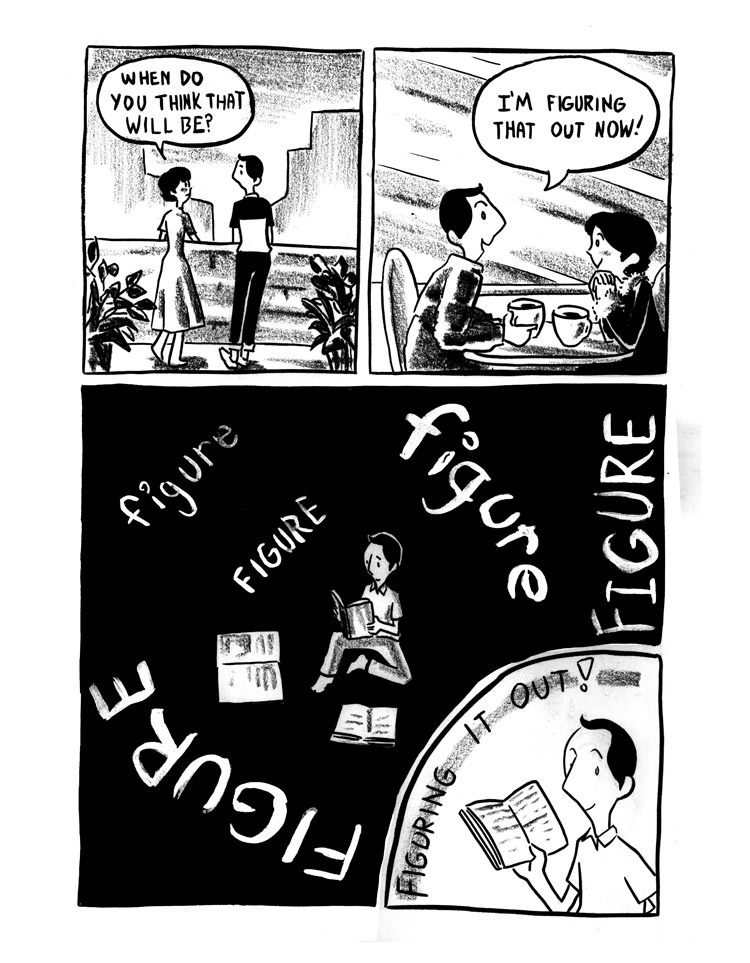 WHEN DO
YOU THINK THAT
WILL BE?
I'M FIGURING
THAT OUT NOW!
figure
FIGURE
figure
FIGURE
FIGURE
FIGURING IT OUT!